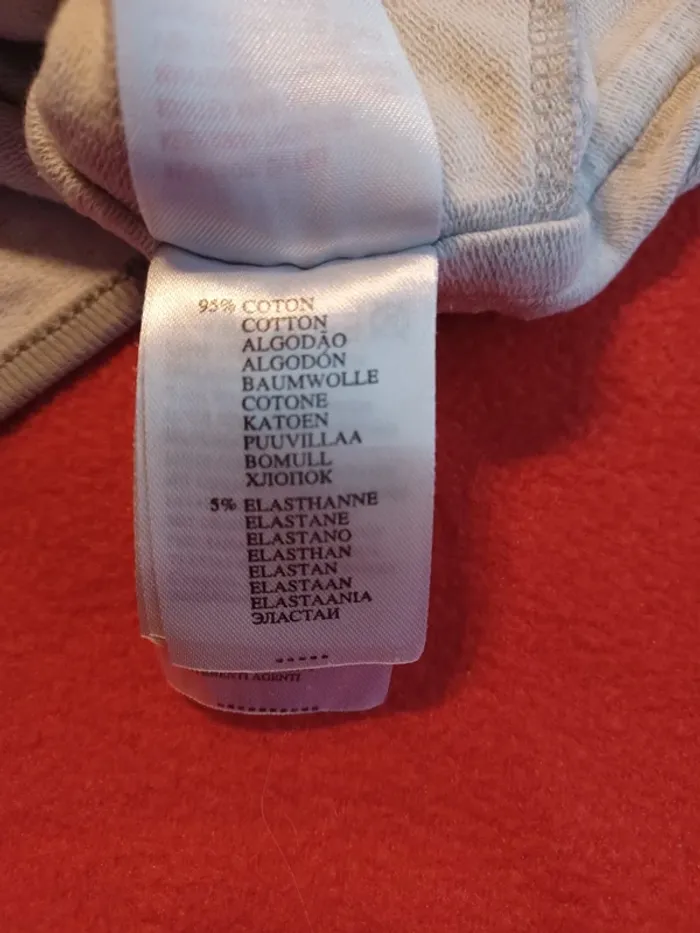 95% COTON
COTTON
ALGODÃO
ALGODÓN
BAUMWOLLE
COTONE
KATOEN
PUUVILLAA
BOMULL
ХЛОПОК
5% ELASTHANNE
ELASTANE
ELASTANO
ELASTHAN
ELASTAN
ELASTAAN
ELASTAANIA
ЭЛАСТАН
AGENTI